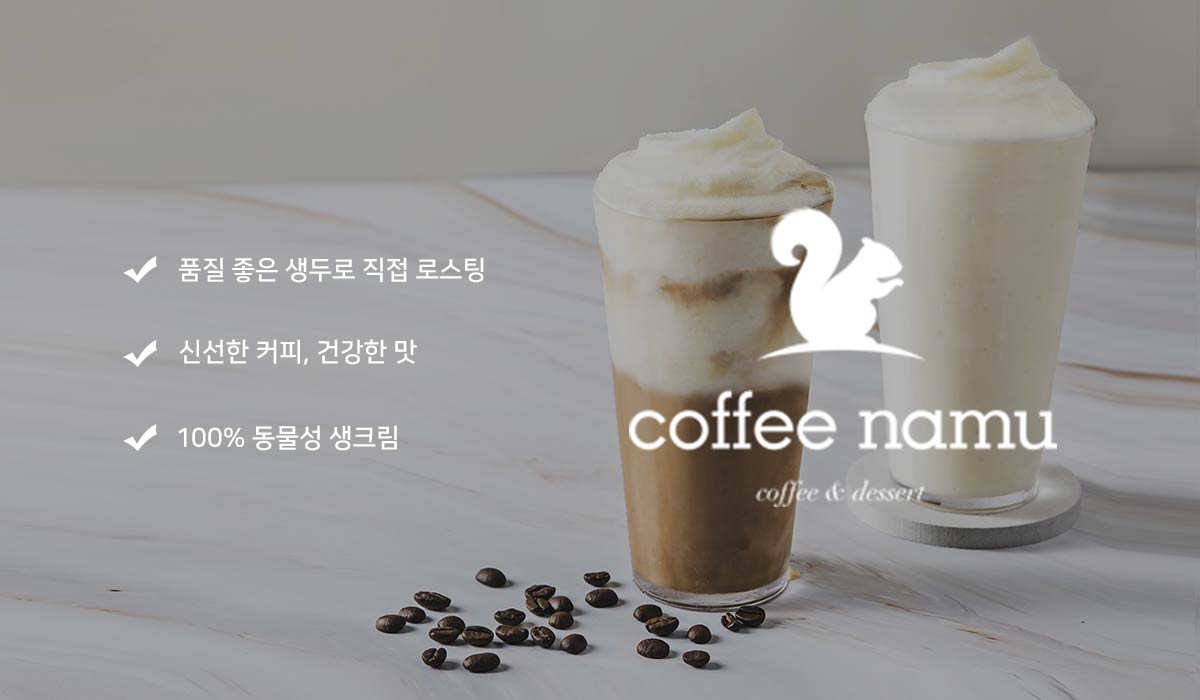 품질 좋은 생두로 직접 로스팅
신선한 커피, 건강한 맛
100% 동물성 생크림
coffee namu
coffee & dessert